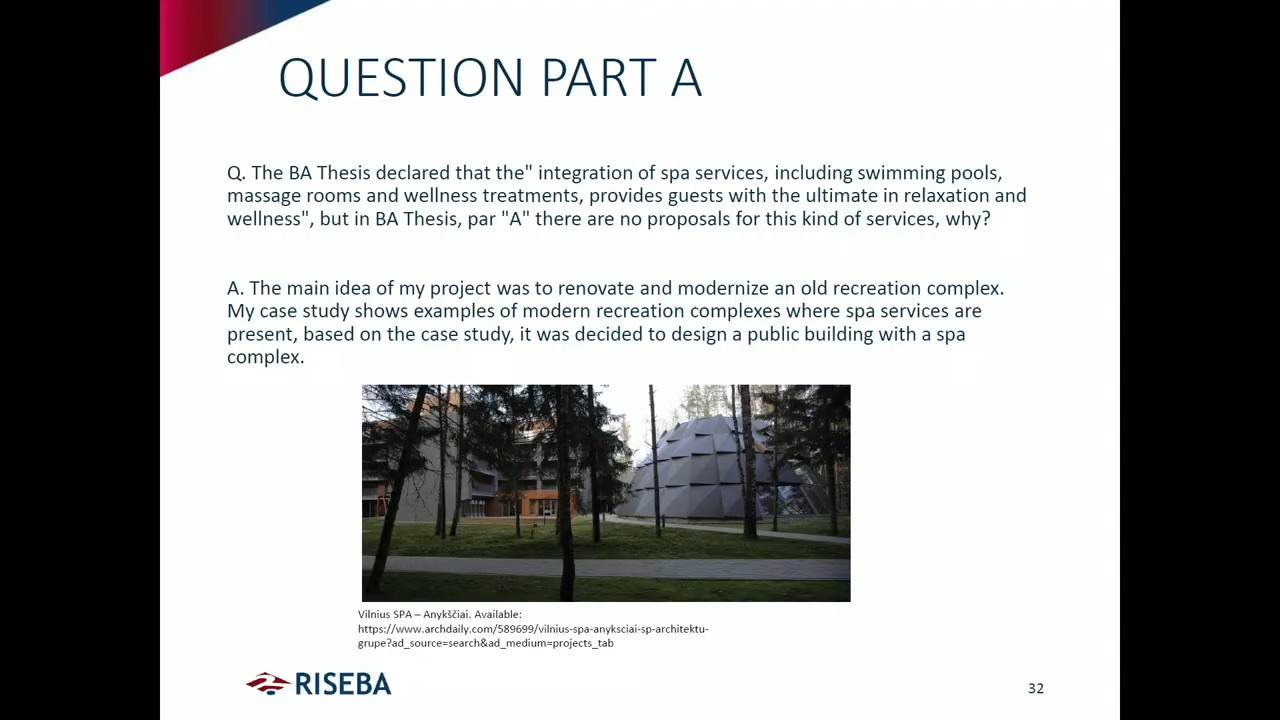 QUESTION PART A
Q. The BA Thesis declared that the" integration of spa services, including swimming pools,
massage rooms and wellness treatments, provides guests with the ultimate in relaxation and
wellness", but in BA Thesis, par "A" there are no proposals for this kind of services, why?
A. The main idea of my project was to renovate and modernize an old recreation complex.
My case study shows examples of modern recreation complexes where spa services are
present, based on the case study, it was decided to design a public building with a spa
complex.
Vilnius SPA – Anykščiai. Available:
https://www.archdaily.com/589699/vilnius-spa-anyksciai-sp-architektu-
grupe?ad_source=search&ad_medium=projects_tab
RISEBA
32